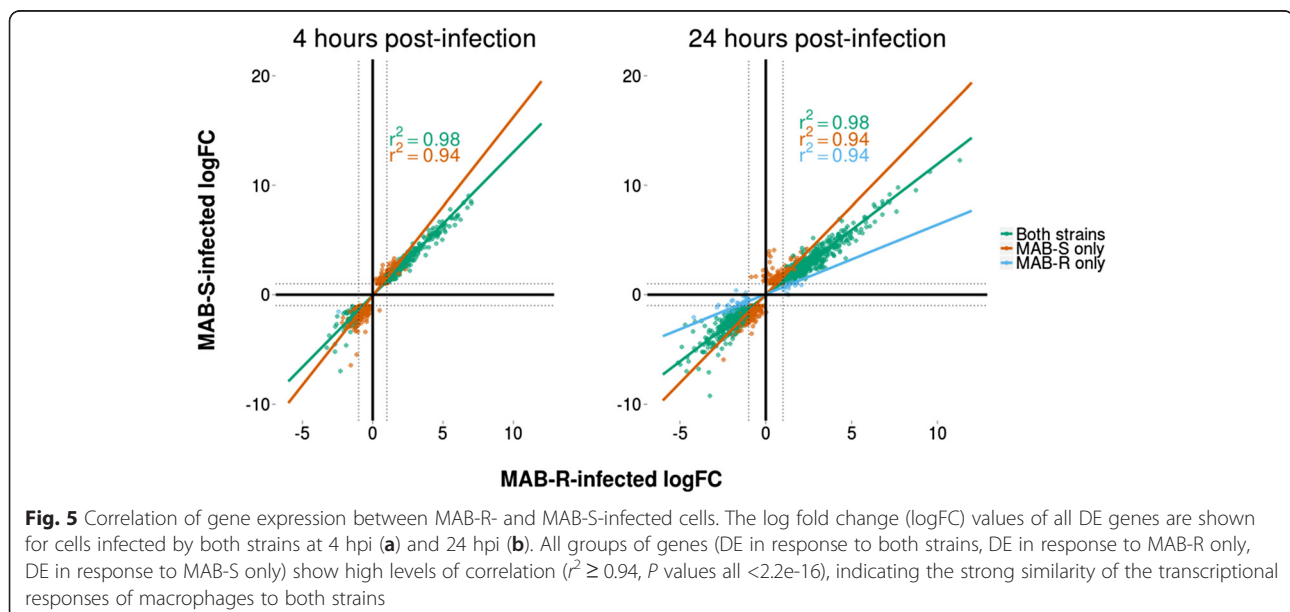 4 hours post-infection
24 hours post-infection
MAB-S-infected logFC
20
10
0
-10
r² = 0.98
r² = 0.94
-5
0
5
10
20
10
0
-10
r² = 0.98
r² = 0.94
r² = 0.94
-5
0
5
10
Both strains
MAB-S only
MAB-R only
MAB-R-infected logFC
Fig. 5 Correlation of gene expression between MAB-R- and MAB-S-infected cells. The log fold change (logFC) values of all DE genes are shown
for cells infected by both strains at 4 hpi (a) and 24 hpi (b). All groups of genes (DE in response to both strains, DE in response to MAB-R only,
DE in response to MAB-S only) show high levels of correlation (r² ≥ 0.94, P values all <2.2e-16), indicating the strong similarity of the transcriptional
responses of macrophages to both strains